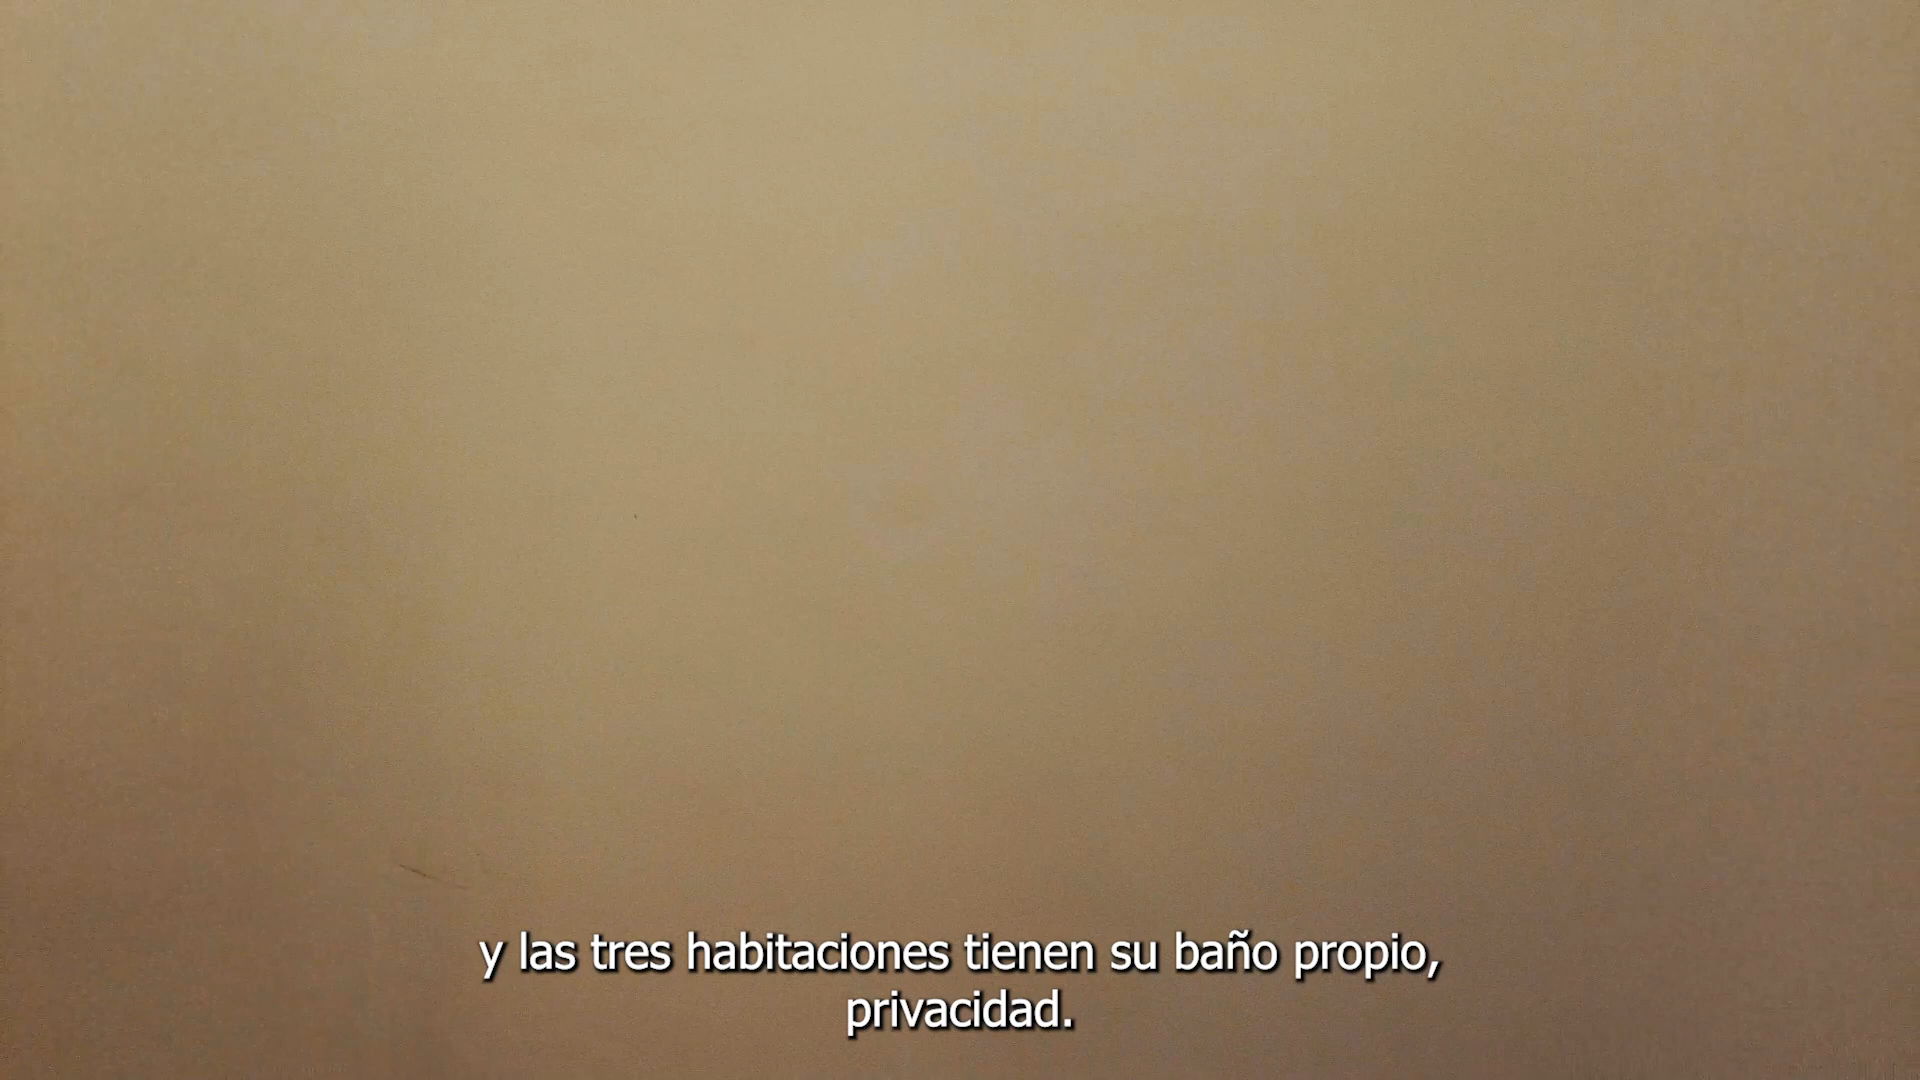 y las tres habitaciones tienen su baño propio,
privacidad.